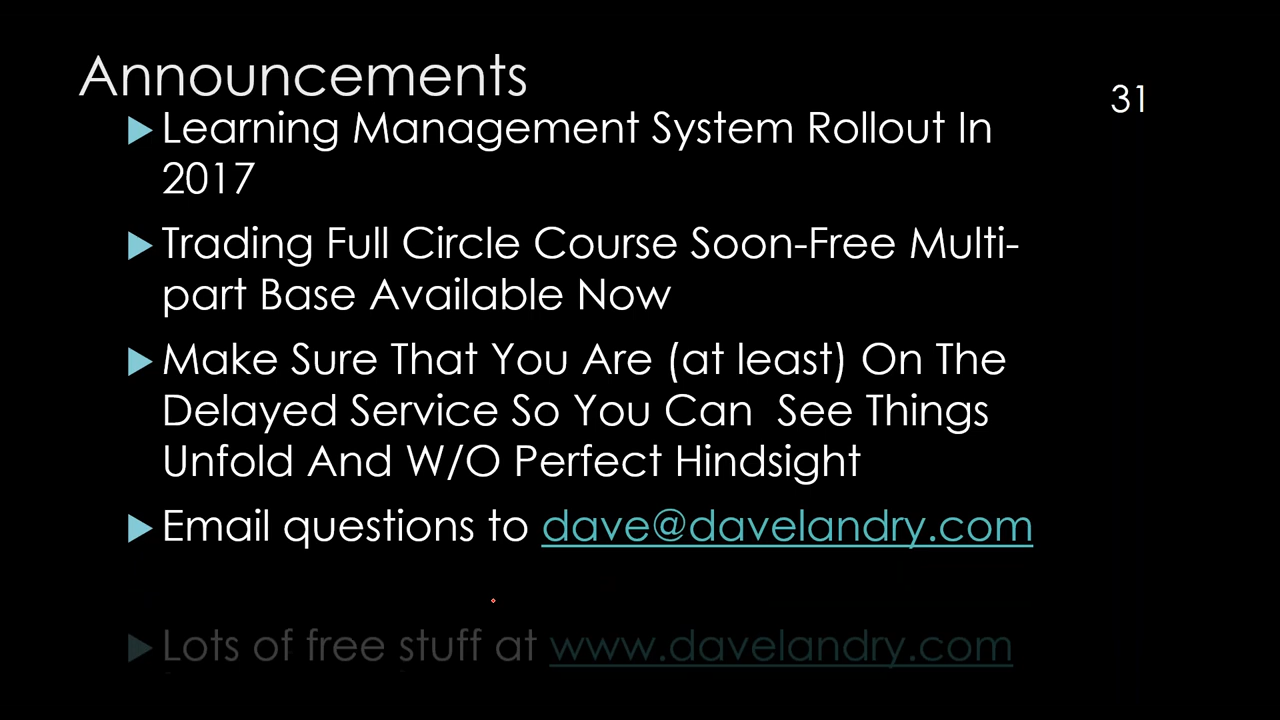 Announcements
31
Learning Management System Rollout In
2017
Trading Full Circle Course Soon-Free Multi-
part Base Available Now
Make Sure That You Are (at least) On The
Delayed Service So You Can  See Things
Unfold And W/O Perfect Hindsight
Email questions to dave@davelandry.com
Lots of free stuff at www.davelandry.com